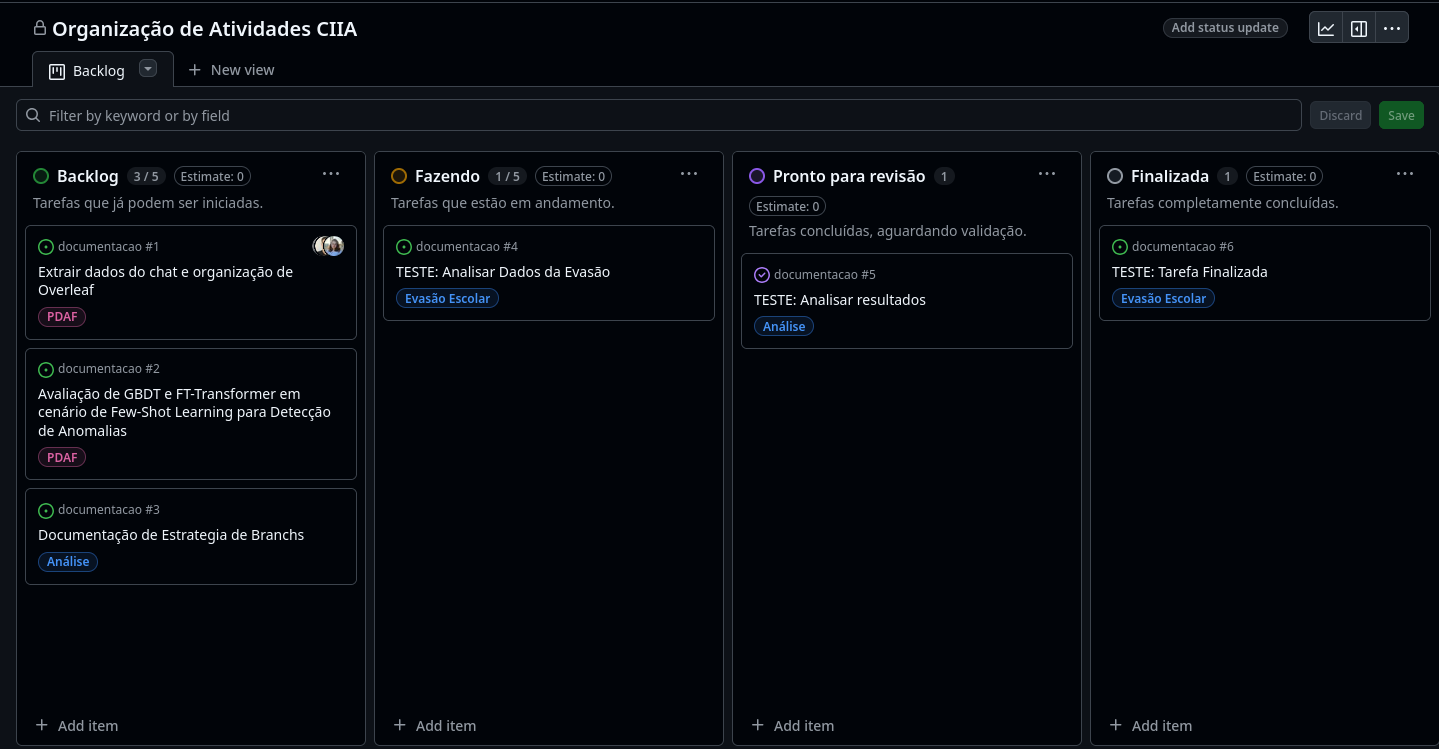 Organização de Atividades CIIA
Add status update
Backlog
New view
Filter by keyword or by field
Discard
Save
Backlog 3 / 5 Estimate: 0
Tarefas que já podem ser iniciadas.
documentacao #1
Extrair dados do chat e organização de
Overleaf
PDAF
documentacao #2
Avaliação de GBDT e FT-Transformer em
cenário de Few-Shot Learning para Detecção
de Anomalias
PDAF
documentacao #3
Documentação de Estrategia de Branchs
Análise
Add item
Fazendo 1 / 5 Estimate: 0
Tarefas que estão em andamento.
documentacao #4
TESTE: Analisar Dados da Evasão
Evasão Escolar
Add item
Pronto para revisão 1
Estimate: 0
Tarefas concluídas, aguardando validação.
documentacao #5
TESTE: Analisar resultados
Análise
Add item
Finalizada 1 Estimate: 0
Tarefas completamente concluídas.
documentacao #6
TESTE: Tarefa Finalizada
Evasão Escolar
Add item